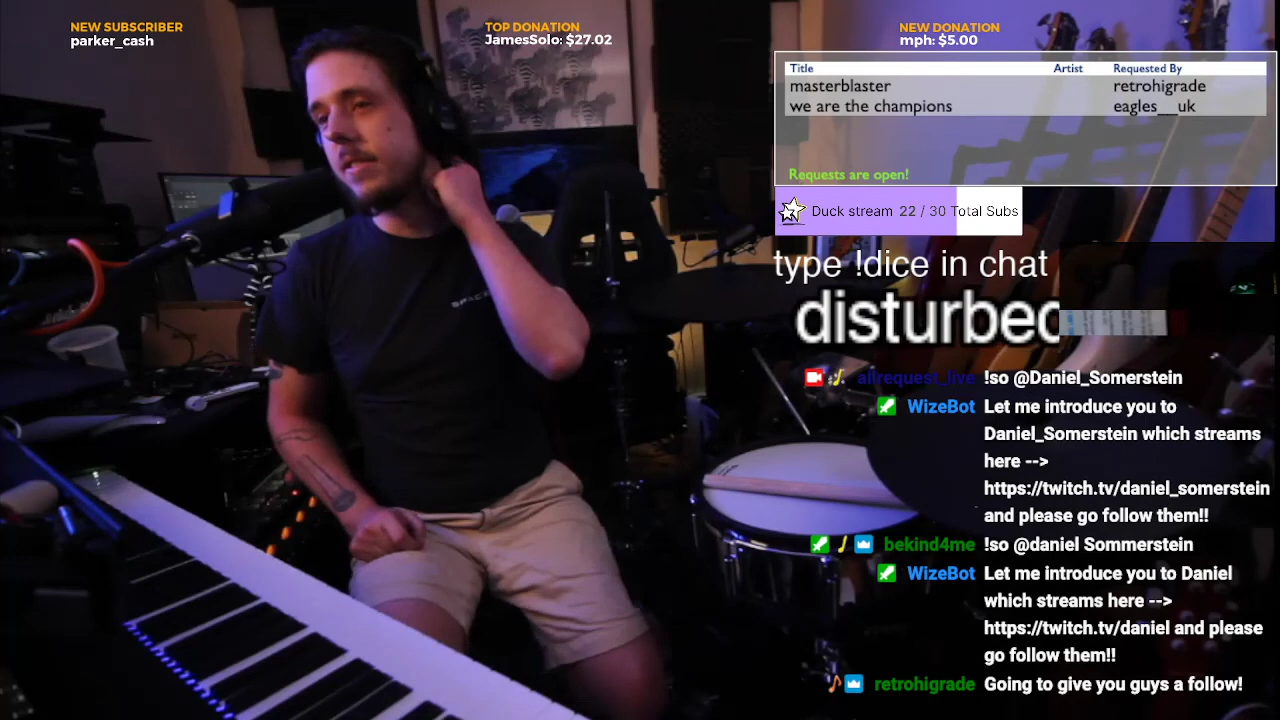 NEW SUBSCRIBER
parker_cash
TOP DONATION
JamesSolo: $27.02
NEW DONATION
mph: $5.00
Title Artist Requested By
masterblaster retrohigrade
we are the champions eagles__uk
Requests are open!
Duck stream 22 / 30 Total Subs
type !dice in chat
disturbed
allrequest_live !so @Daniel_Somerstein
WizeBot Let me introduce you to
Daniel_Somerstein which streams
here -->
https://twitch.tv/daniel_somerstein
and please go follow them!!
bekind4me !so @daniel Sommerstein
WizeBot Let me introduce you to Daniel
which streams here -->
https://twitch.tv/daniel and please
go follow them!!
retrohigrade Going to give you guys a follow!